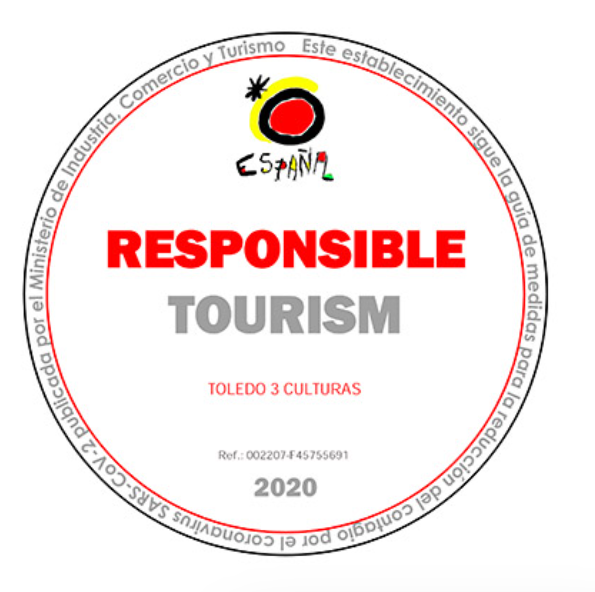 Este establecimiento sigue la guía de medidas para la reducción del contagio por el coronavirus SARS-CoV-2 publicada por el Ministerio de Industria, Comercio y Turismo
ESPAÑA
RESPONSIBLE
TOURISM
TOLEDO 3 CULTURAS
Ref.: 002207-F45755691
2020